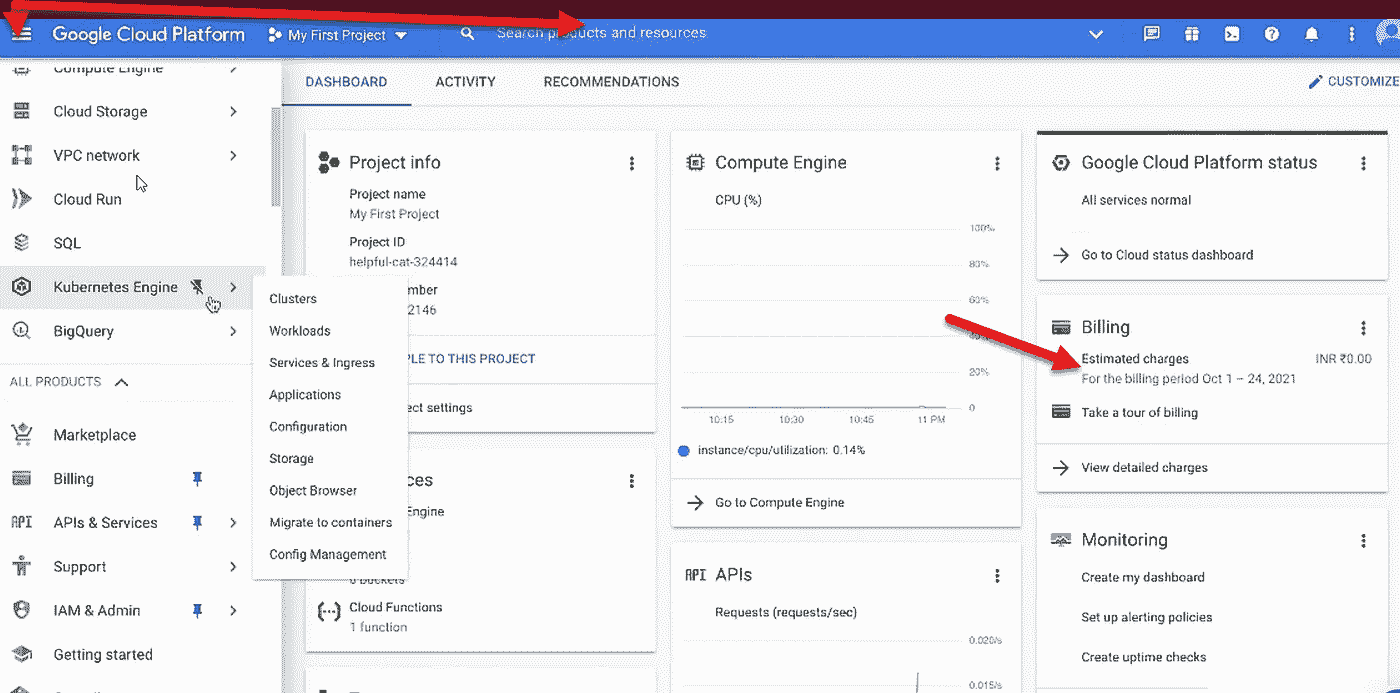 Google Cloud Platform
My First Project
Search products and resources
Compute Engine
Cloud Storage
VPC network
Cloud Run
SQL
Kubernetes Engine
BigQuery
ALL PRODUCTS
Marketplace
Billing
API
APIs & Services
Support
IAM & Admin
Getting started
Clusters
Workloads
Services & Ingress
Applications
Configuration
Storage
Object Browser
Migrate to containers
Config Management
DASHBOARD
ACTIVITY
RECOMMENDATIONS
CUSTOMIZE
Project info
Project name
My First Project
Project ID
helpful-cat-324414
mber
2146
PLE TO THIS PROJECT
ect settings
ces
Engine
0 buckets
Cloud Functions
1 function
Compute Engine
CPU (%)
100%
80%
60%
40%
20%
0
10:15 10:30 10:45 11 PM
instance/cpu/utilization: 0.14%
Go to Compute Engine
API APIs
Requests (requests/sec)
0.020/s
0.015/s
Google Cloud Platform status
All services normal
Go to Cloud status dashboard
Billing
Estimated charges INR ₹0.00
For the billing period Oct 1 – 24, 2021
Take a tour of billing
View detailed charges
Monitoring
Create my dashboard
Set up alerting policies
Create uptime checks